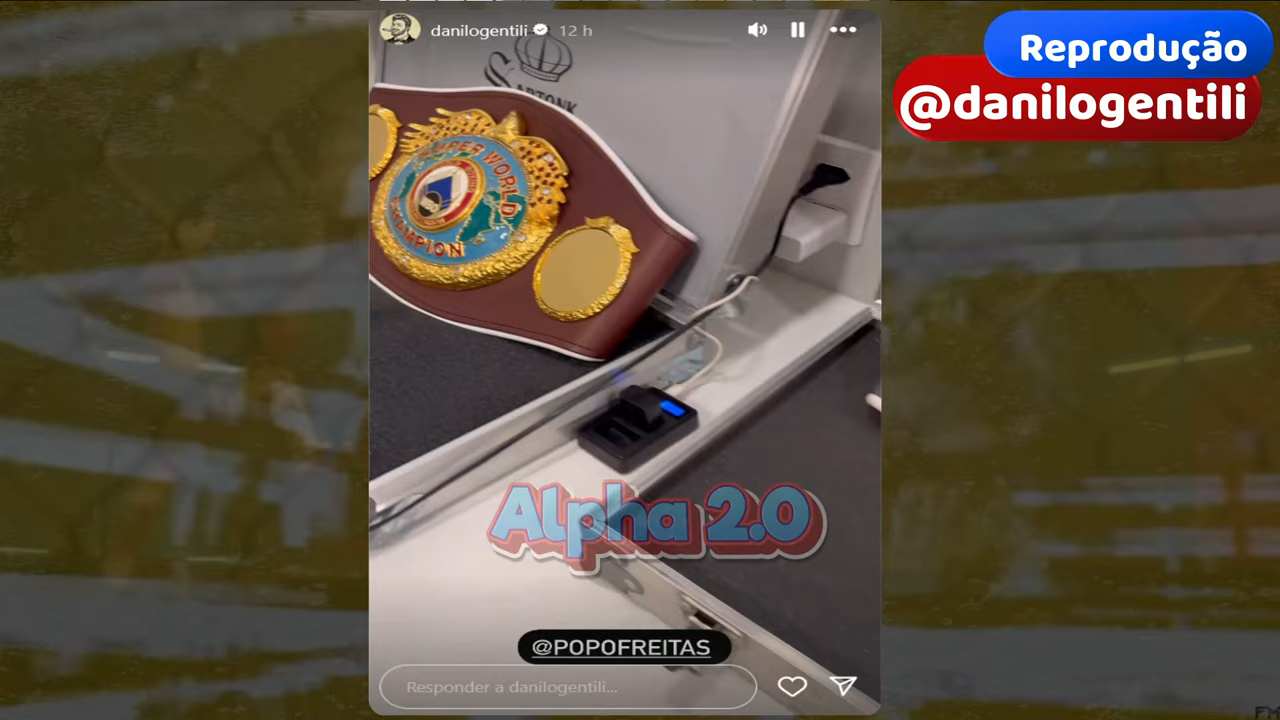 danilogentili
12 h
Reprodução
@danilogentili
SUPER WORLD
CHAMPION
Alpha 2.0
@POPOFREITAS
Responder a danilogentili...